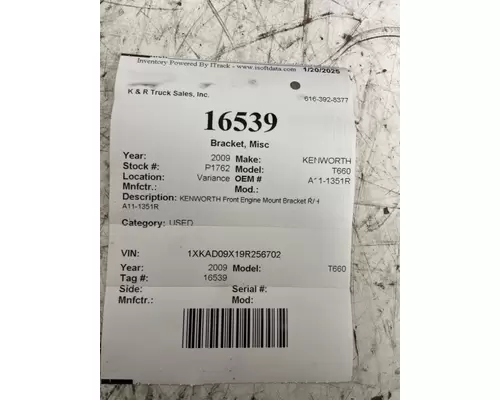 Inventory Powered By ITrack - www.isoftdata.com 1/20/2025
K & R Truck Sales, Inc. 616-392-8377
16539
Bracket, Misc
Year: 2009 Make: KENWORTH
Stock #: P1762 Model: T660
Location: Variance OEM # A11-1351R
Mnfctr.: Mod.:
Description: KENWORTH Front Engine Mount Bracket R/H
A11-1351R
Category: USED
VIN: 1XKAD09X19R256702
Year: 2009 Model: T660
Tag #: 16539
Side: Serial #:
Mnfctr.: Mod: